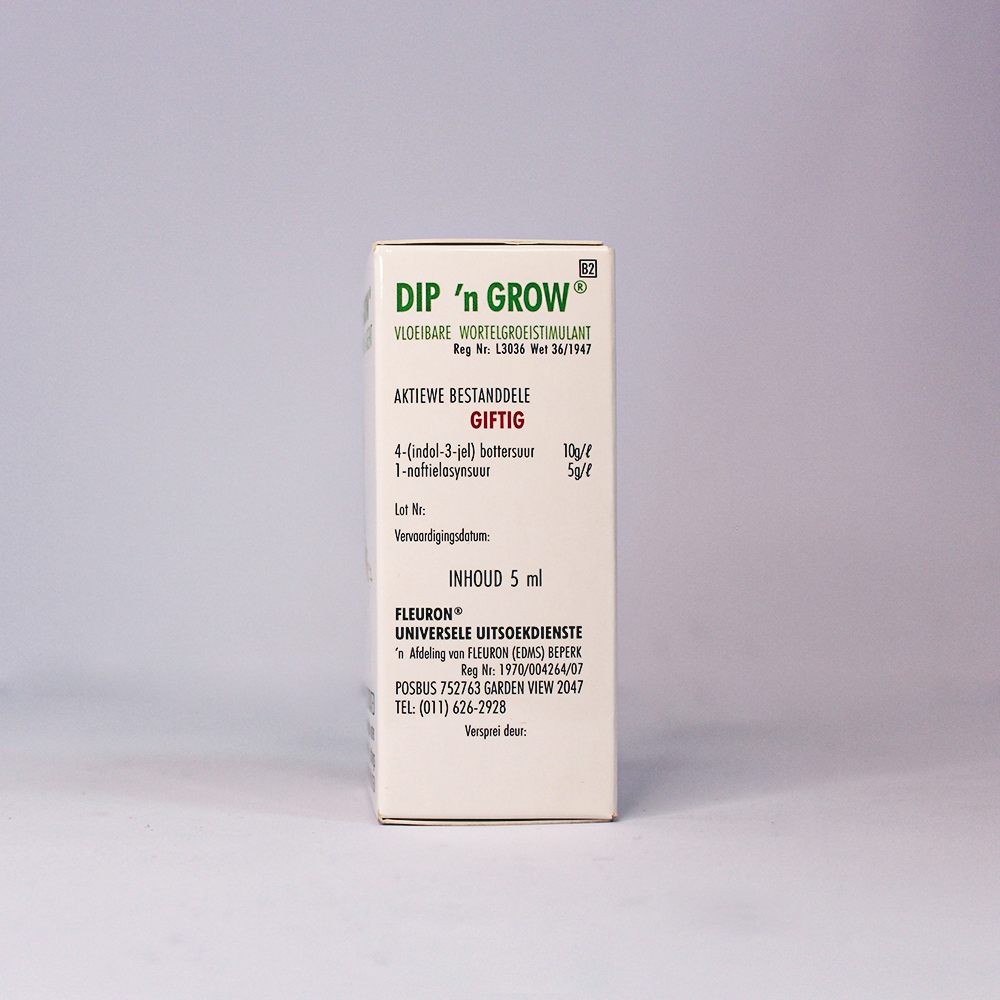 B2
DIP 'n GROW®
VLOEIBARE WORTELGROEISTIMULANT
Reg Nr: L3036 Wet 36/1947
AKTIEWE BESTANDDELE
GIFTIG
4-(indol-3-jel) bottersuur 10g/ℓ
1-naftielasynsuur 5g/ℓ
Lot Nr:
Vervaardigingsdatum:
INHOUD 5 ml
FLEURON®
UNIVERSELE UITSOEKDIENSTE
'n Afdeling van FLEURON (EDMS) BEPERK
Reg Nr: 1970/004264/07
POSBUS 752763 GARDEN VIEW 2047
TEL: (011) 626-2928
Versprei deur: